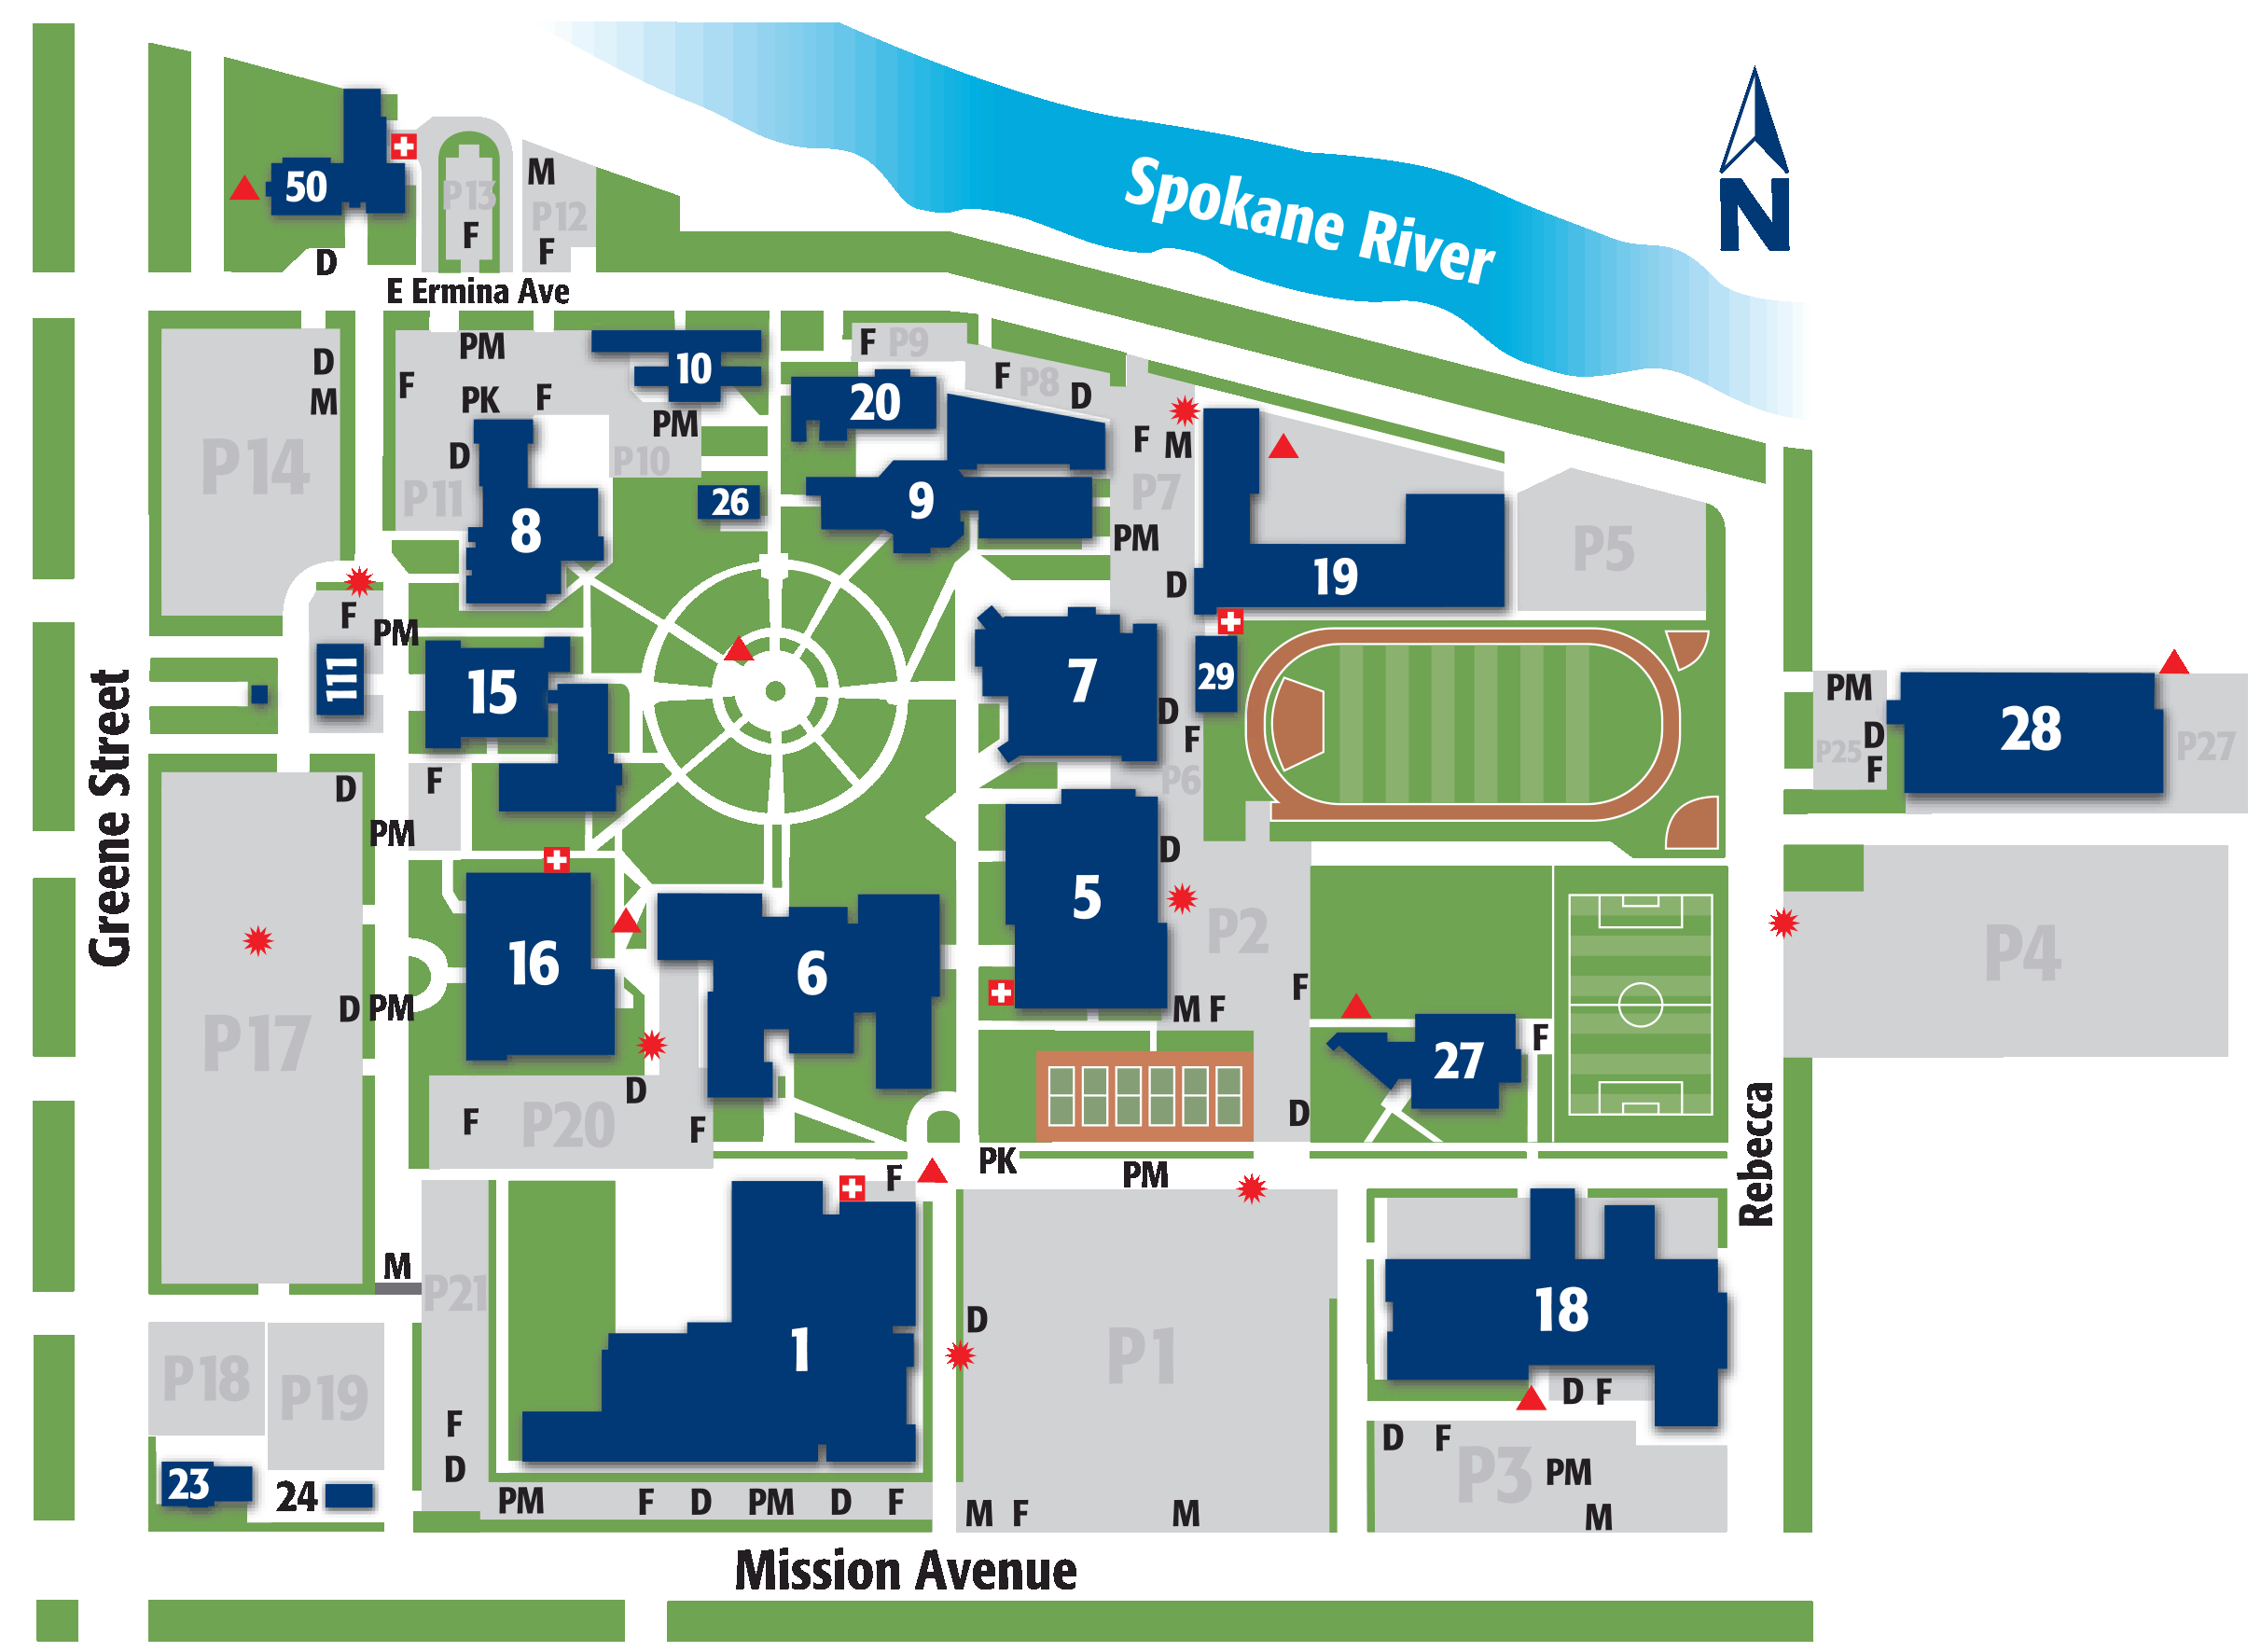 Spokane River
N
50
P13
F
M
P12
F
D
E Ermina Ave
D
M
P14
PM
F
PK
F
10
PM
D
P10
P11
8
26
F
P9
F
P8
D
20
9
F
M
P7
PM
D
19
P5
F
PM
111
15
7
29
D
F
P6
PM
D
F
P25
28
P27
Greene Street
D
F
PM
16
D
PM
P17
6
5
D
P2
M F
F
D
27
F
P4
D
F
P20
F
F
PK
PM
Rebecca
M
P21
1
D
P1
18
D F
P18
P19
F
D
23
24
PM
F
D
PM
D
F
M
F
M
D
F
P3
PM
M
Mission Avenue